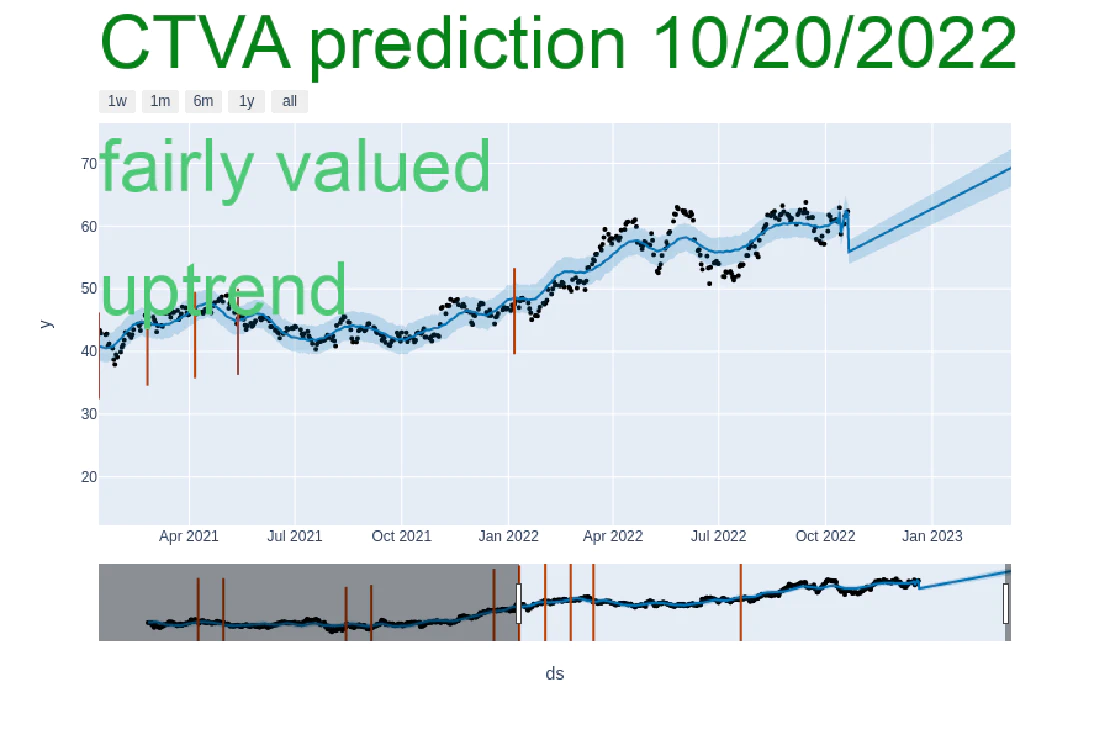 CTVA prediction 10/20/2022
1w 1m 6m 1y all
fairly valued
uptrend
70
60
50
40
30
20
y
Apr 2021 Jul 2021 Oct 2021 Jan 2022 Apr 2022 Jul 2022 Oct 2022 Jan 2023
ds